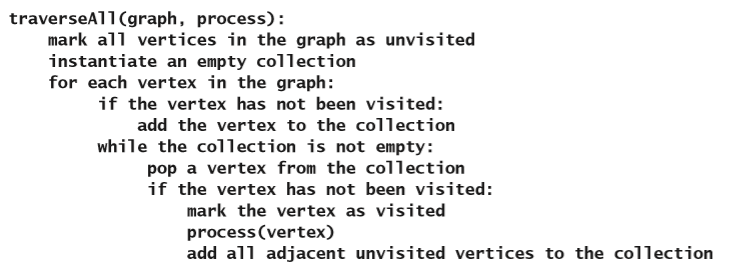 traverseAll(graph, process):
    mark all vertices in the graph as unvisited
    instantiate an empty collection
    for each vertex in the graph:
         if the vertex has not been visited:
             add the vertex to the collection
         while the collection is not empty:
              pop a vertex from the collection
              if the vertex has not been visited:
                  mark the vertex as visited
                  process(vertex)
                  add all adjacent unvisited vertices to the collection